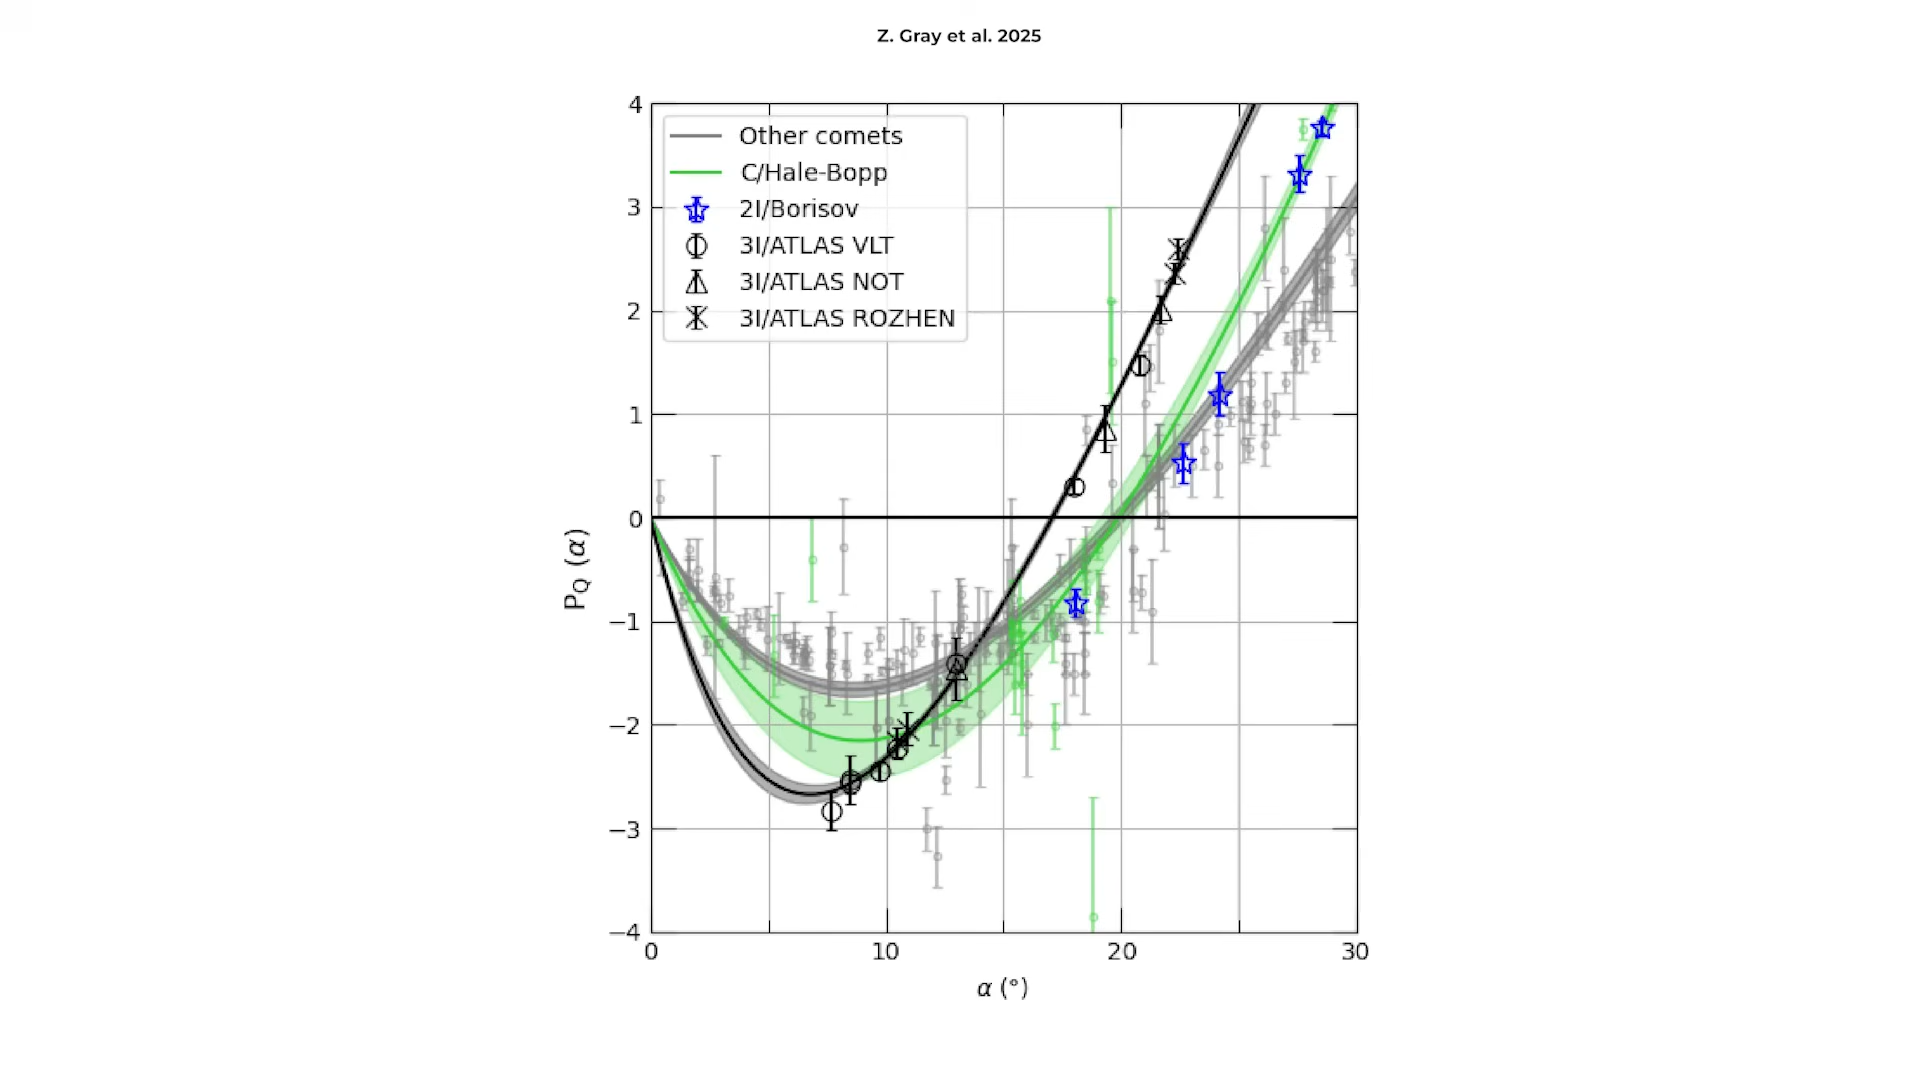 Z. Gray et al. 2025
Other comets
C/Hale-Bopp
2I/Borisov
3I/ATLAS VLT
3I/ATLAS NOT
3I/ATLAS ROZHEN
4
3
2
1
0
−1
−2
−3
−4
P_Q (α)
0 10 20 30
α (°)